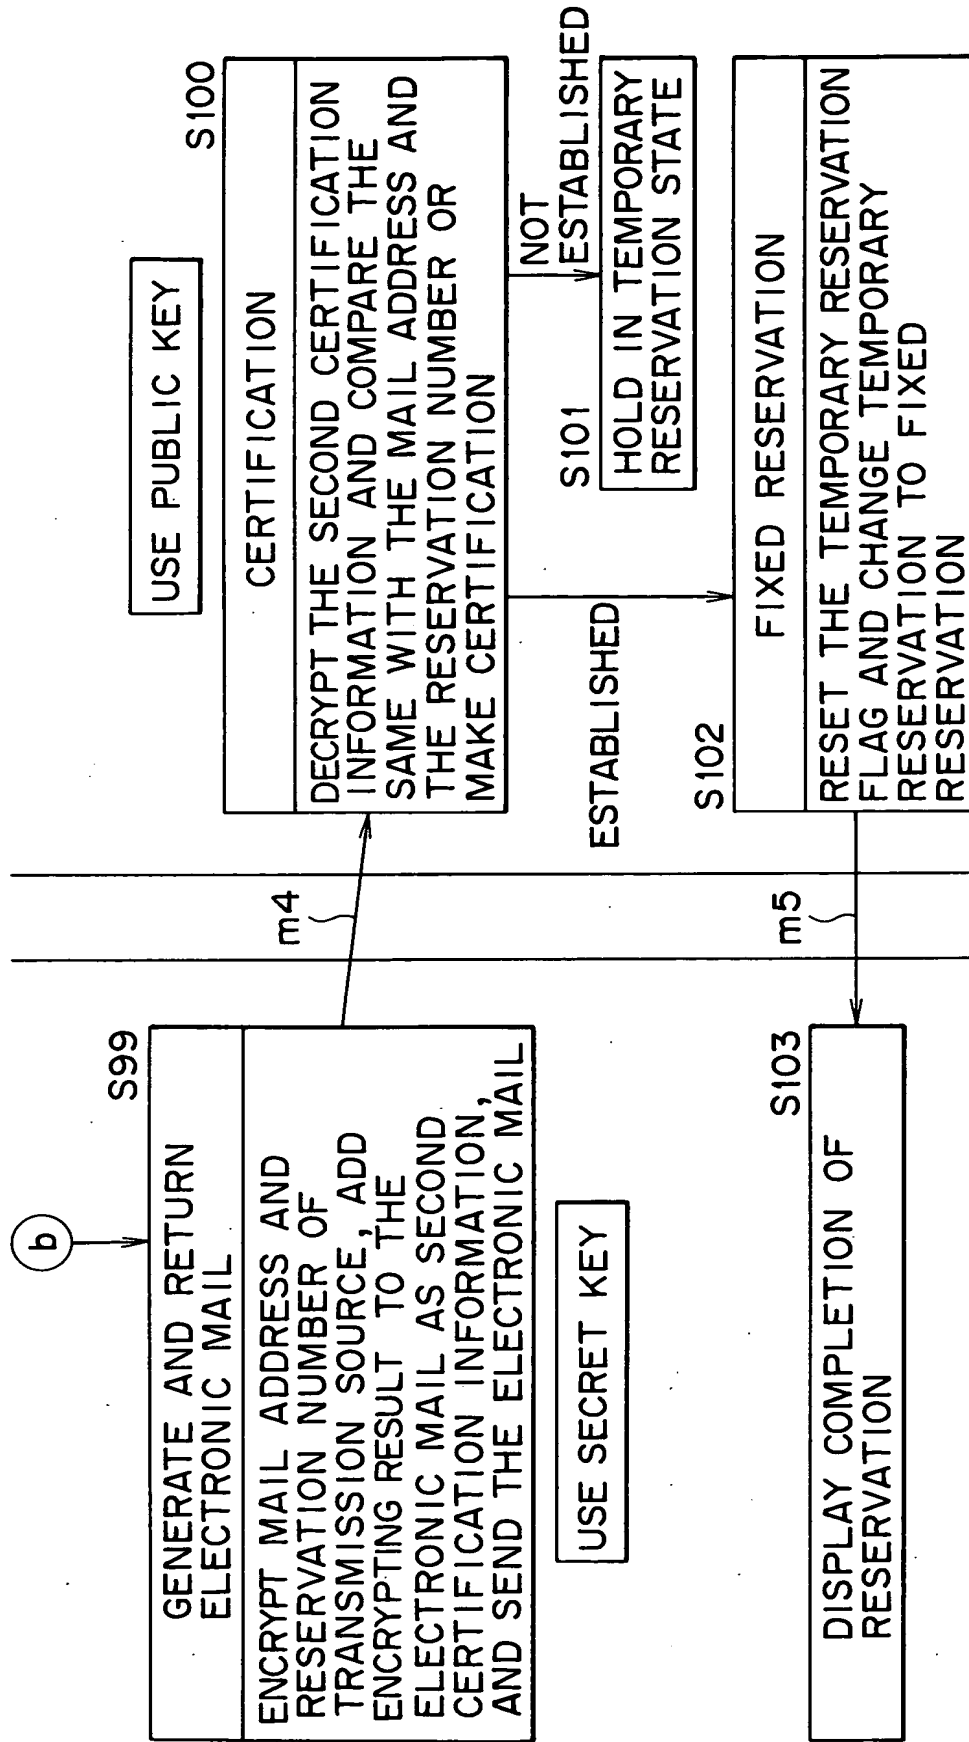 b
S99
GENERATE AND RETURN
ELECTRONIC MAIL
ENCRYPT MAIL ADDRESS AND
RESERVATION NUMBER OF
TRANSMISSION SOURCE, ADD
ENCRYPTING RESULT TO THE
ELECTRONIC MAIL AS SECOND
CERTIFICATION INFORMATION,
AND SEND THE ELECTRONIC MAIL
USE SECRET KEY
m4
USE PUBLIC KEY
S100
CERTIFICATION
DECRYPT THE SECOND CERTIFICATION
INFORMATION AND COMPARE THE
SAME WITH THE MAIL ADDRESS AND
THE RESERVATION NUMBER OR
MAKE CERTIFICATION
NOT
ESTABLISHED
S101
HOLD IN TEMPORARY
RESERVATION STATE
ESTABLISHED
S102
FIXED RESERVATION
RESET THE TEMPORARY RESERVATION
FLAG AND CHANGE TEMPORARY
RESERVATION TO FIXED
RESERVATION
m5
S103
DISPLAY COMPLETION OF
RESERVATION